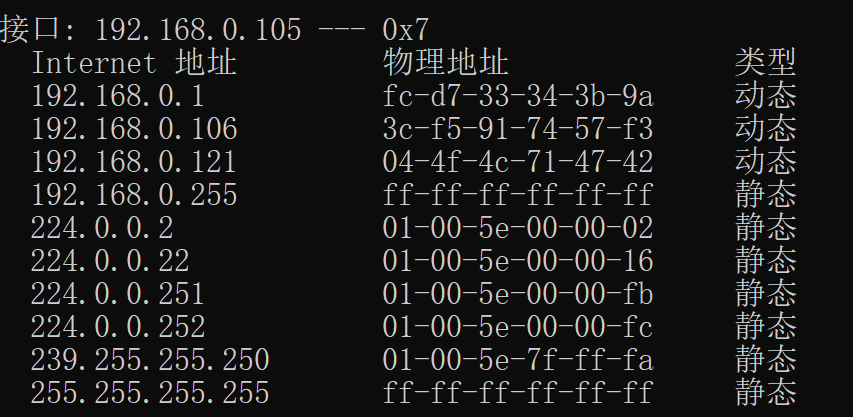 接口: 192.168.0.105 --- 0x7
Internet 地址 物理地址 类型
192.168.0.1 fc-d7-33-34-3b-9a 动态
192.168.0.106 3c-f5-91-74-57-f3 动态
192.168.0.121 04-4f-4c-71-47-42 动态
192.168.0.255 ff-ff-ff-ff-ff-ff 静态
224.0.0.2 01-00-5e-00-00-02 静态
224.0.0.22 01-00-5e-00-00-16 静态
224.0.0.251 01-00-5e-00-00-fb 静态
224.0.0.252 01-00-5e-00-00-fc 静态
239.255.255.250 01-00-5e-7f-ff-fa 静态
255.255.255.255 ff-ff-ff-ff-ff-ff 静态